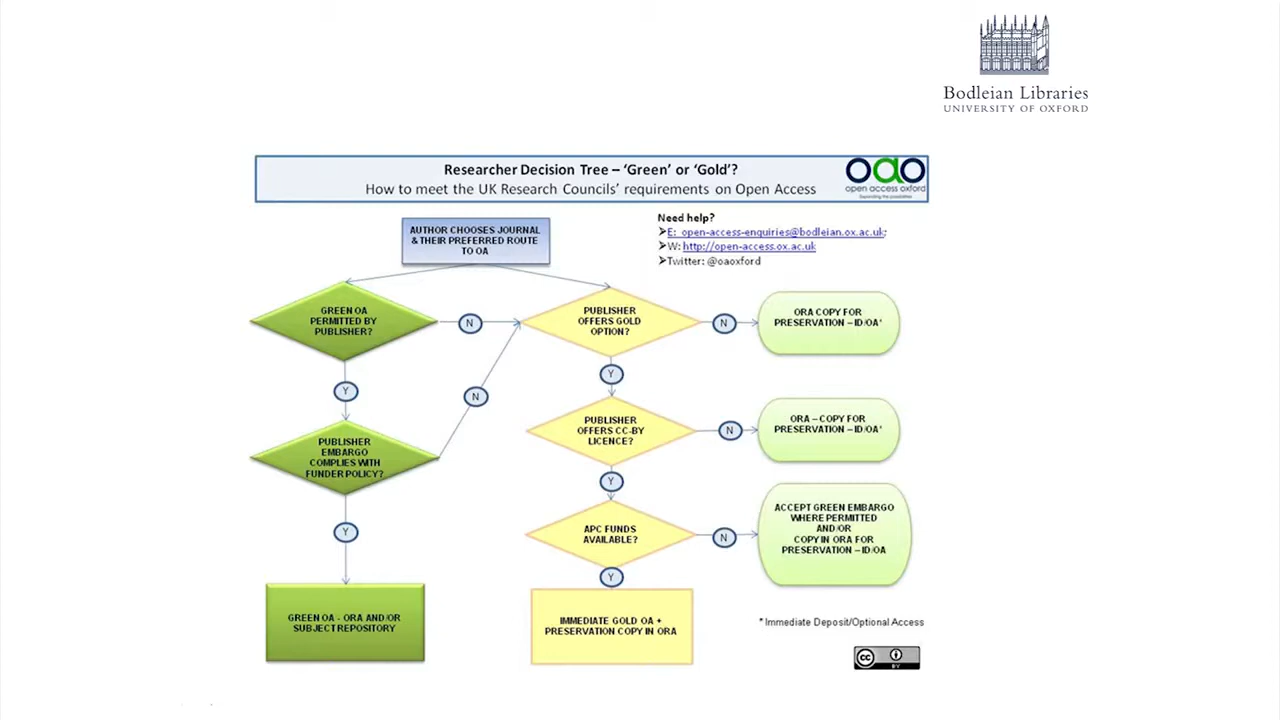 Bodleian Libraries
UNIVERSITY OF OXFORD
Researcher Decision Tree – ‘Green’ or ‘Gold’?
How to meet the UK Research Councils’ requirements on Open Access
oao
open access oxford
Expanding the possibilities
AUTHOR CHOOSES JOURNAL
& THEIR PREFERRED ROUTE
TO OA
Need help?
➢E: open-access-enquiries@bodleian.ox.ac.uk;
➢W: http://open-access.ox.ac.uk
➢Twitter: @oaoxford
GREEN OA
PERMITTED BY
PUBLISHER?
N
PUBLISHER
OFFERS GOLD
OPTION?
N
ORA COPY FOR
PRESERVATION – ID/OA*
Y
Y
N
PUBLISHER
EMBARGO
COMPLIES WITH
FUNDER POLICY?
PUBLISHER
OFFERS CC-BY
LICENCE?
N
ORA – COPY FOR
PRESERVATION – ID/OA*
Y
Y
APC FUNDS
AVAILABLE?
N
ACCEPT GREEN EMBARGO
WHERE PERMITTED
AND/OR
COPY IN ORA FOR
PRESERVATION – ID/OA
Y
GREEN OA - ORA AND/OR
SUBJECT REPOSITORY
IMMEDIATE GOLD OA +
PRESERVATION COPY IN ORA
* Immediate Deposit/Optional Access
cc
BY